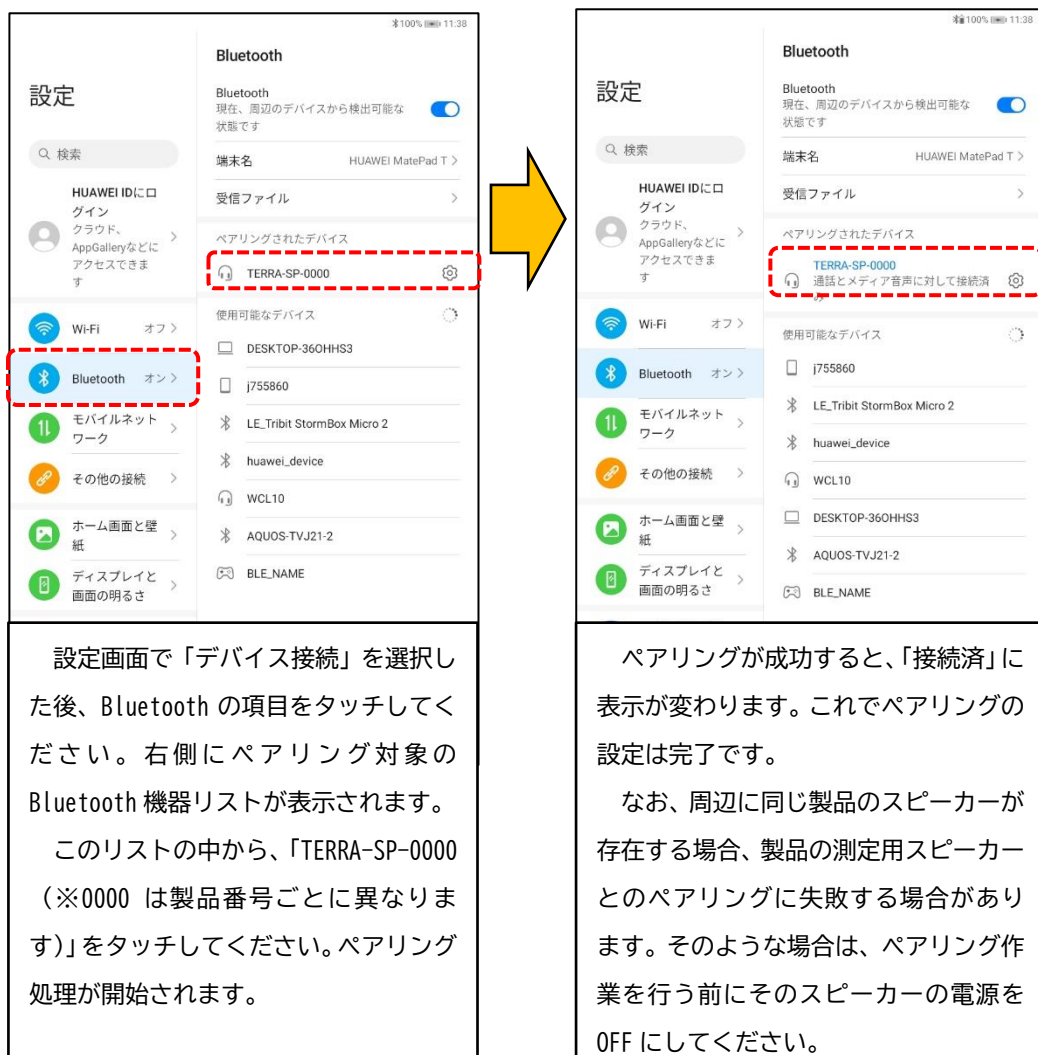 100% 11:38
設定
検索
HUAWEI IDにロ
グイン
クラウド、
AppGalleryなどに
アクセスできま
す
Wi-Fi オフ
Bluetooth オン
モバイルネット
ワーク
その他の接続
ホーム画面と壁
紙
ディスプレイと
画面の明るさ
Bluetooth
Bluetooth
現在、周辺のデバイスから検出可能な
状態です
端末名 HUAWEI MatePad T
受信ファイル
ペアリングされたデバイス
TERRA-SP-0000
使用可能なデバイス
DESKTOP-36OHHS3
j755860
LE_Tribit StormBox Micro 2
huawei_device
WCL10
AQUOS-TVJ21-2
BLE_NAME
設定画面で「デバイス接続」を選択し
た後、Bluetooth の項目をタッチしてく
ださい。右側にペアリング対象の
Bluetooth 機器リストが表示されます。
このリストの中から、「TERRA-SP-0000
(※0000 は製品番号ごとに異なりま
す)」をタッチしてください。ペアリング
処理が開始されます。
100% 11:38
設定
検索
HUAWEI IDにロ
グイン
クラウド、
AppGalleryなどに
アクセスできま
す
Wi-Fi オフ
Bluetooth オン
モバイルネット
ワーク
その他の接続
ホーム画面と壁
紙
ディスプレイと
画面の明るさ
Bluetooth
Bluetooth
現在、周辺のデバイスから検出可能な
状態です
端末名 HUAWEI MatePad T
受信ファイル
ペアリングされたデバイス
TERRA-SP-0000
通話とメディア音声に対して接続済
み
使用可能なデバイス
j755860
LE_Tribit StormBox Micro 2
huawei_device
WCL10
DESKTOP-36OHHS3
AQUOS-TVJ21-2
BLE_NAME
ペアリングが成功すると、「接続済」に
表示が変わります。これでペアリングの
設定は完了です。
なお、周辺に同じ製品のスピーカーが
存在する場合、製品の測定用スピーカー
とのペアリングに失敗する場合があり
ます。そのような場合は、ペアリング作
業を行う前にそのスピーカーの電源を
OFF にしてください。